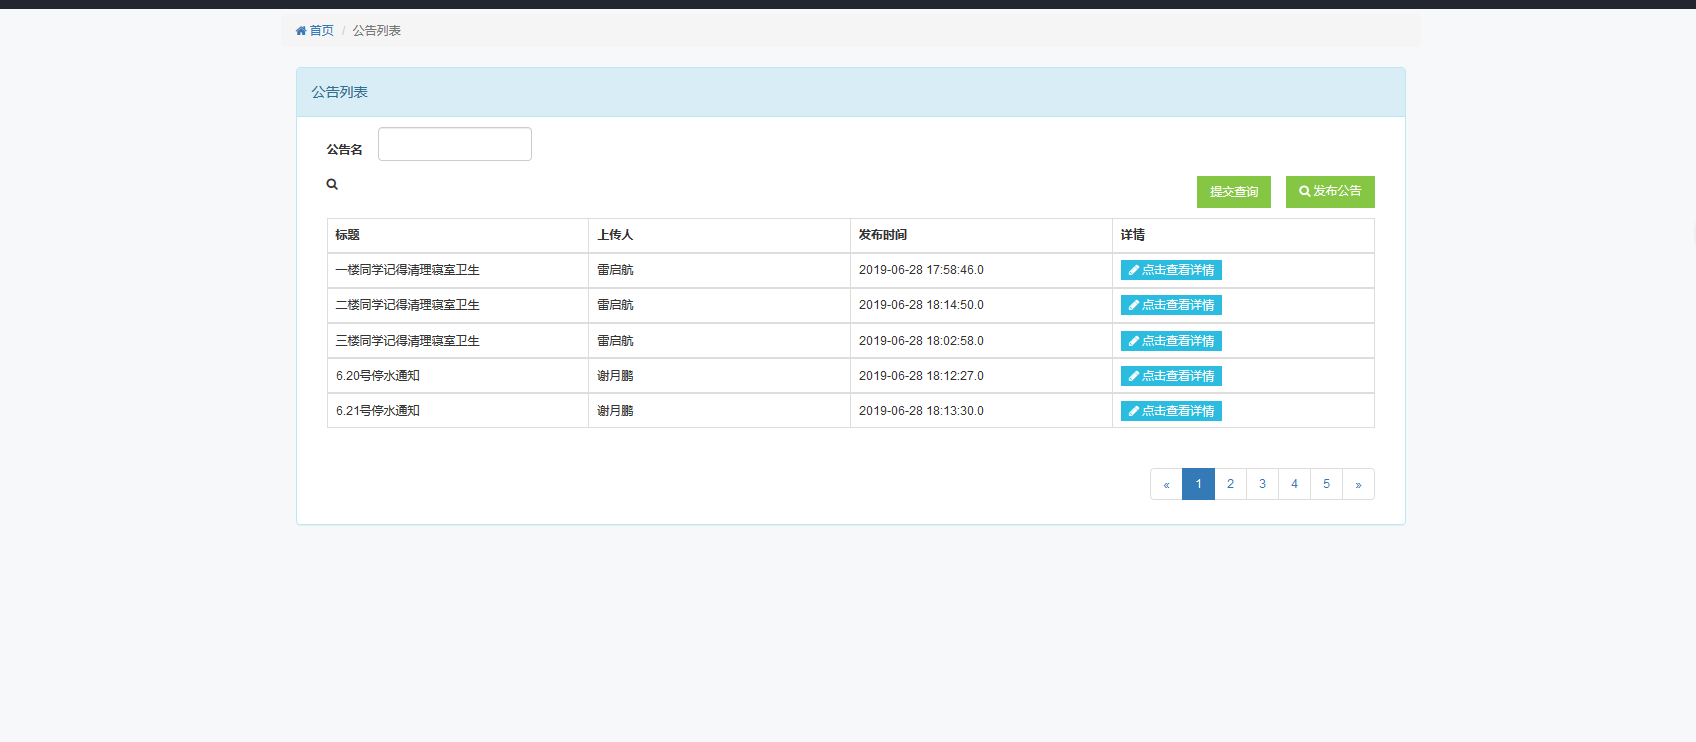 首页 / 公告列表
公告列表
公告名
提交查询 发布公告
标题 上传人 发布时间 详情
一楼同学记得清理寝室卫生 雷启航 2019-06-28 17:58:46.0 点击查看详情
二楼同学记得清理寝室卫生 雷启航 2019-06-28 18:14:50.0 点击查看详情
三楼同学记得清理寝室卫生 雷启航 2019-06-28 18:02:58.0 点击查看详情
6.20号停水通知 谢月鹏 2019-06-28 18:12:27.0 点击查看详情
6.21号停水通知 谢月鹏 2019-06-28 18:13:30.0 点击查看详情
« 1 2 3 4 5 »